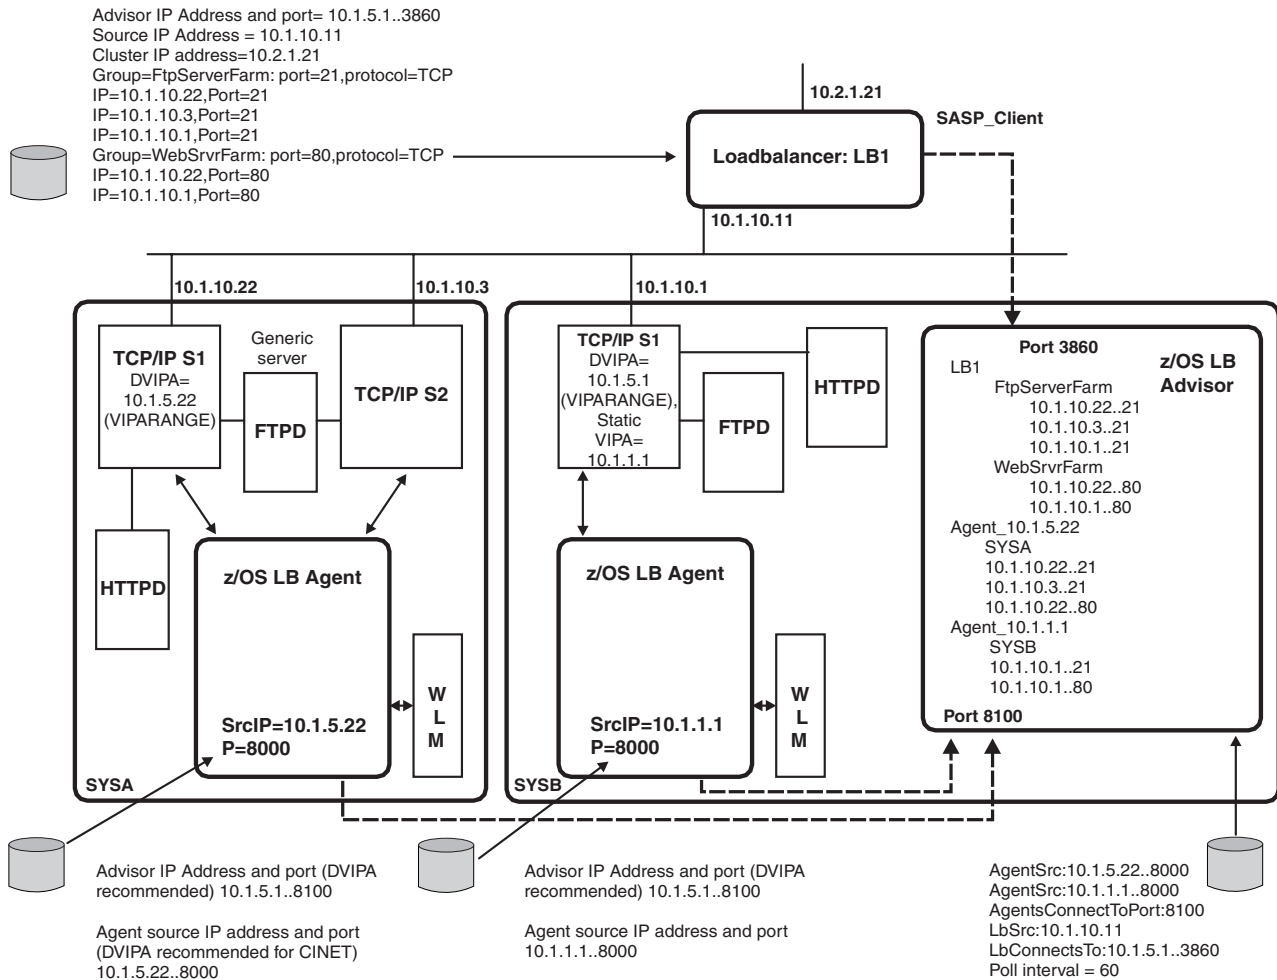 Advisor IP Address and port= 10.1.5.1..3860
Source IP Address = 10.1.10.11
Cluster IP address=10.2.1.21
Group=FtpServerFarm: port=21,protocol=TCP
IP=10.1.10.22,Port=21
IP=10.1.10.3,Port=21
IP=10.1.10.1,Port=21
Group=WebSrvrFarm: port=80,protocol=TCP
IP=10.1.10.22,Port=80
IP=10.1.10.1,Port=80
10.2.1.21
SASP_Client
Loadbalancer: LB1
10.1.10.11
10.1.10.22
10.1.10.3
10.1.10.1
TCP/IP S1
DVIPA=
10.1.5.22
(VIPARANGE)
Generic
server
FTPD
TCP/IP S2
HTTPD
z/OS LB Agent
SrcIP=10.1.5.22
P=8000
W
L
M
SYSA
TCP/IP S1
DVIPA=
10.1.5.1
(VIPARANGE),
Static
VIPA=
10.1.1.1
FTPD
HTTPD
z/OS LB Agent
SrcIP=10.1.1.1
P=8000
W
L
M
SYSB
Port 3860
z/OS LB
Advisor
LB1
FtpServerFarm
10.1.10.22..21
10.1.10.3..21
10.1.10.1..21
WebSrvrFarm
10.1.10.22..80
10.1.10.1..80
Agent_10.1.5.22
SYSA
10.1.10.22..21
10.1.10.3..21
10.1.10.22..80
Agent_10.1.1.1
SYSB
10.1.10.1..21
10.1.10.1..80
Port 8100
Advisor IP Address and port (DVIPA
recommended) 10.1.5.1..8100
Agent source IP address and port
(DVIPA recommended for CINET)
10.1.5.22..8000
Advisor IP Address and port (DVIPA
recommended) 10.1.5.1..8100
Agent source IP address and port
10.1.1.1..8000
AgentSrc:10.1.5.22..8000
AgentSrc:10.1.1.1..8000
AgentsConnectToPort:8100
LbSrc:10.1.10.11
LbConnectsTo:10.1.5.1..3860
Poll interval = 60